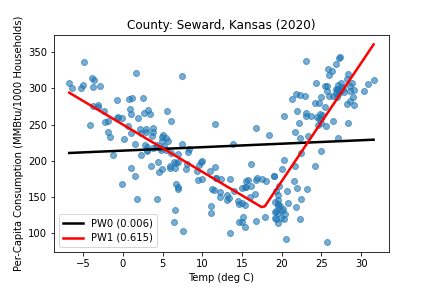 County: Seward, Kansas (2020)
Per-Capita Consumption (MMBtu/1000 Households)
350
300
250
200
150
100
PW0 (0.006)
PW1 (0.615)
−5
0
5
10
15
20
25
30
Temp (deg C)